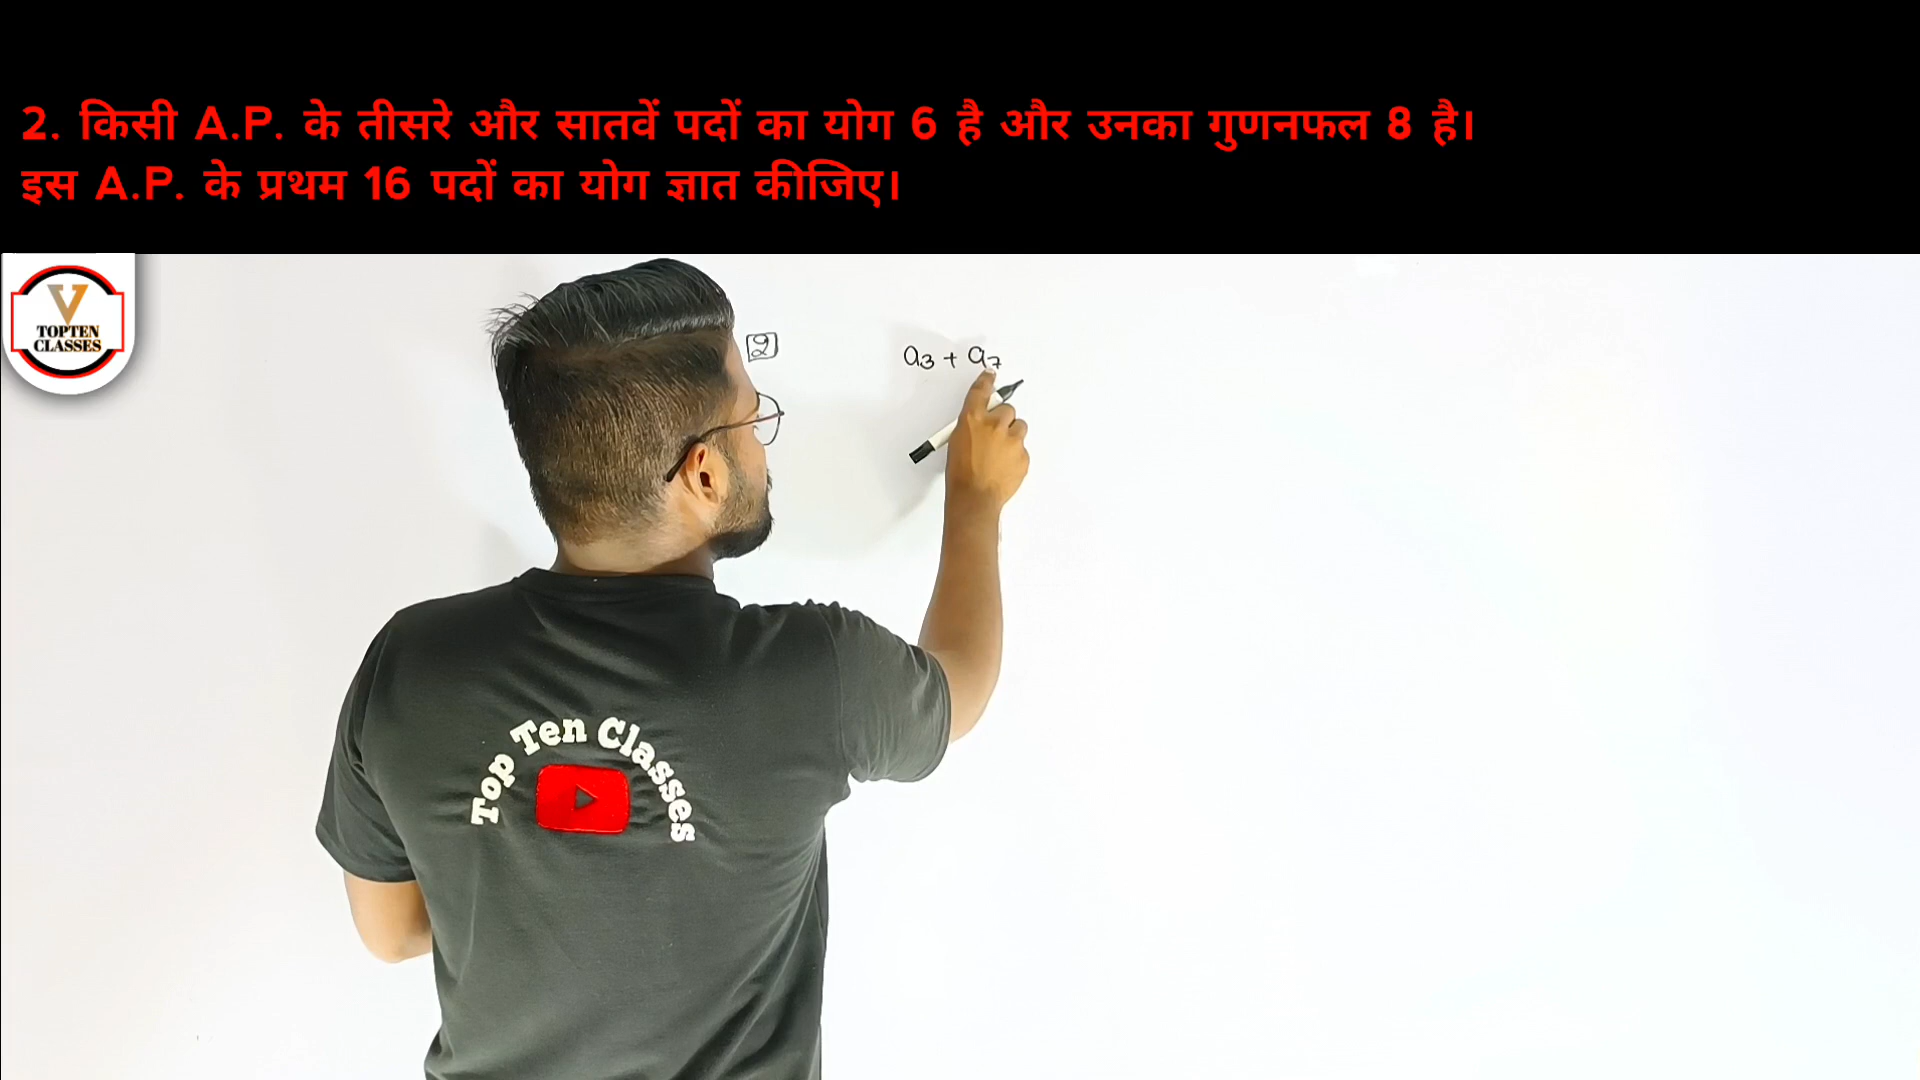 2. किसी A.P. के तीसरे और सातवें पदों का योग 6 है और उनका गुणनफल 8 है।
इस A.P. के प्रथम 16 पदों का योग ज्ञात कीजिए।
V
TOPTEN
CLASSES
2
a₃ + a₇
Top Ten Classes